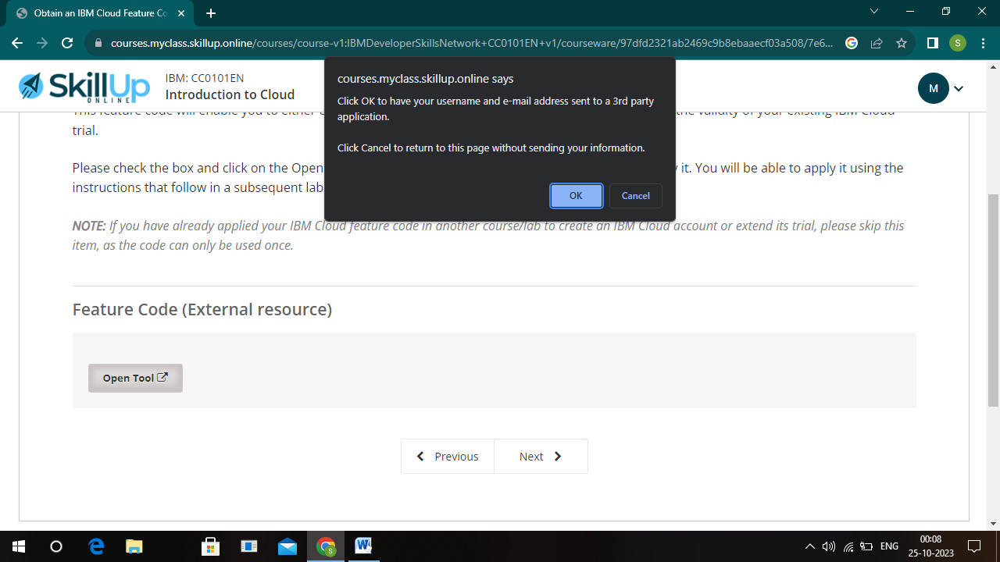 Obtain an IBM Cloud Feature Co
courses.myclass.skillup.online/courses/course-v1:IBMDeveloperSkillsNetwork+CC0101EN+v1/courseware/97dfd2321ab2469c9b8ebaaecf03a508/7e6...
S
SkillUp
ONLINE
IBM: CC0101EN
Introduction to Cloud
M
courses.myclass.skillup.online says
Click OK to have your username and e-mail address sent to a 3rd party
application.
Click Cancel to return to this page without sending your information.
OK
Cancel
This feature code will enable you to either the validity of your existing IBM Cloud
trial.
Please check the box and click on the Open it. You will be able to apply it using the
instructions that follow in a subsequent lab
NOTE: If you have already applied your IBM Cloud feature code in another course/lab to create an IBM Cloud account or extend its trial, please skip this
item, as the code can only be used once.
Feature Code (External resource)
Open Tool
Previous
Next
S
W
ENG
00:08
25-10-2023